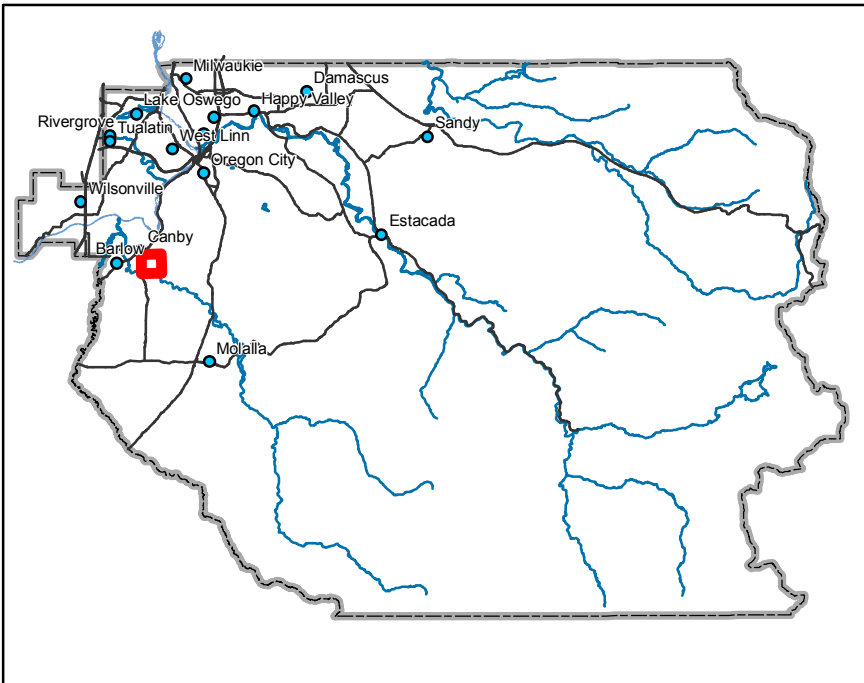 Milwaukie
Damascus
Lake Oswego
Happy Valley
Rivergrove
Tualatin
West Linn
Sandy
Oregon City
Wilsonville
Estacada
Canby
Barlow
Molalla